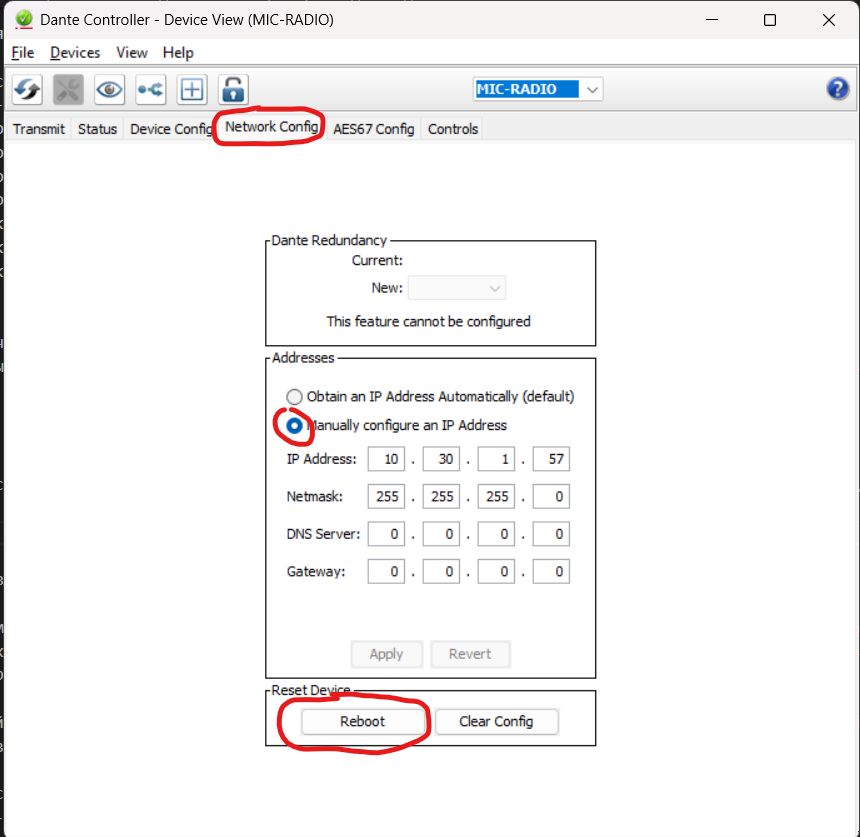 Dante Controller - Device View (MIC-RADIO)
File Devices View Help
MIC-RADIO
?
Transmit Status Device Config Network Config AES67 Config Controls
Dante Redundancy
Current:
New:
This feature cannot be configured
Addresses
Obtain an IP Address Automatically (default)
Manually configure an IP Address
IP Address: 10 . 30 . 1 . 57
Netmask: 255 . 255 . 255 . 0
DNS Server: 0 . 0 . 0 . 0
Gateway: 0 . 0 . 0 . 0
Apply Revert
Reset Device
Reboot Clear Config